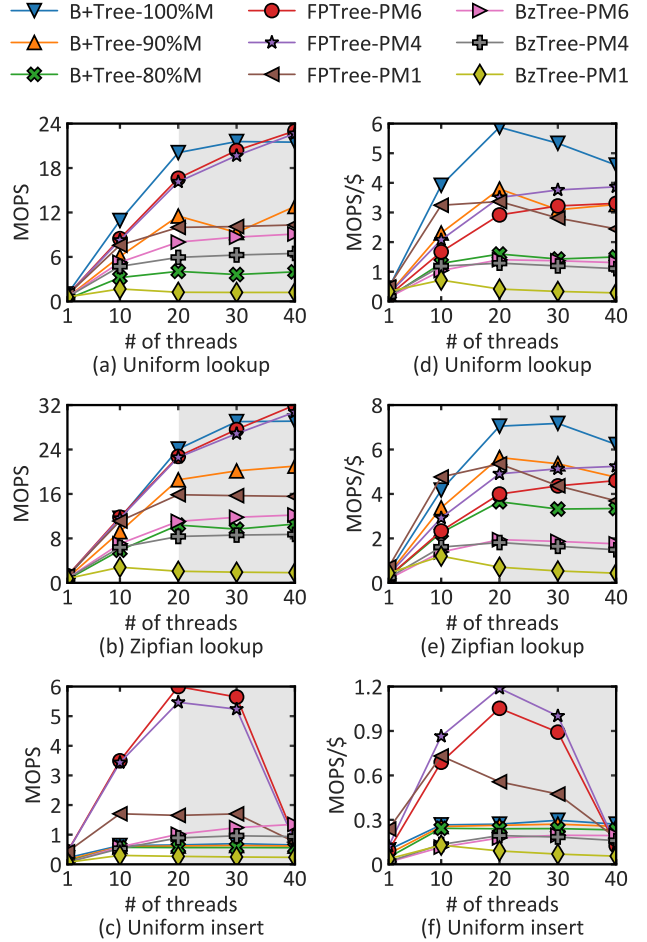 B+Tree-100%M FPTree-PM6 BzTree-PM6
B+Tree-90%M FPTree-PM4 BzTree-PM4
B+Tree-80%M FPTree-PM1 BzTree-PM1
24
18
12
6
0
MOPS
1 10 20 30 40
# of threads
(a) Uniform lookup
6
5
4
3
2
1
0
MOPS/$
1 10 20 30 40
# of threads
(d) Uniform lookup
32
24
16
8
0
MOPS
1 10 20 30 40
# of threads
(b) Zipfian lookup
8
6
4
2
0
MOPS/$
1 10 20 30 40
# of threads
(e) Zipfian lookup
6
5
4
3
2
1
0
MOPS
1 10 20 30 40
# of threads
(c) Uniform insert
1.2
0.9
0.6
0.3
0
MOPS/$
1 10 20 30 40
# of threads
(f) Uniform insert